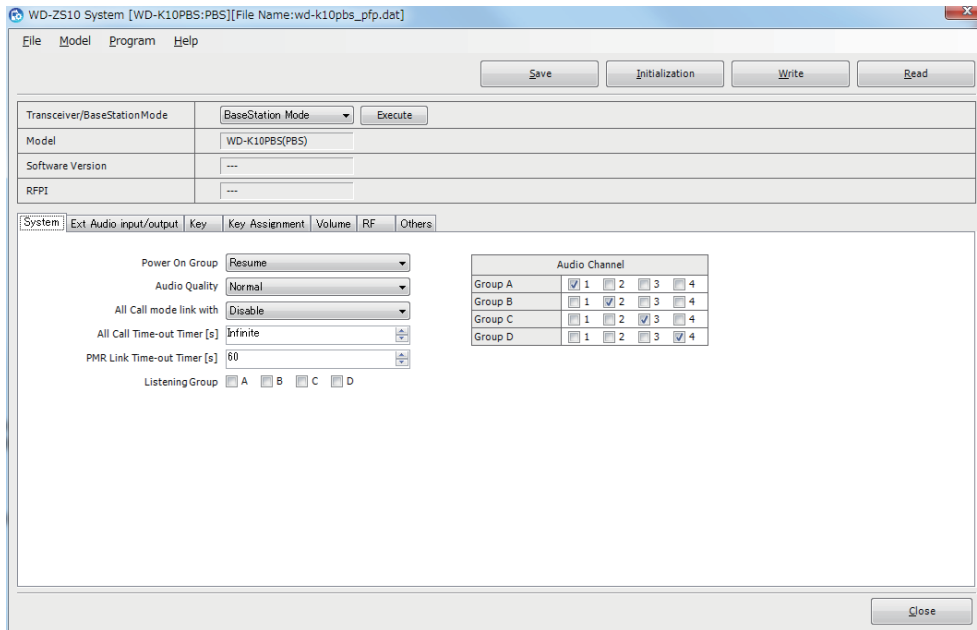 WD-ZS10 System [WD-K10PBS:PBS][File Name:wd-k10pbs_pfp.dat]
File Model Program Help
Save Initialization Write Read
Transceiver/BaseStationMode BaseStation Mode Execute
Model WD-K10PBS(PBS)
Software Version ---
RFPI ---
System Ext Audio input/output Key Key Assignment Volume RF Others
Power On Group Resume
Audio Quality Normal
All Call mode link with Disable
All Call Time-out Timer [s] Infinite
PMR Link Time-out Timer [s] 60
Listening Group A B C D
Audio Channel
Group A 1 2 3 4
Group B 1 2 3 4
Group C 1 2 3 4
Group D 1 2 3 4
Close